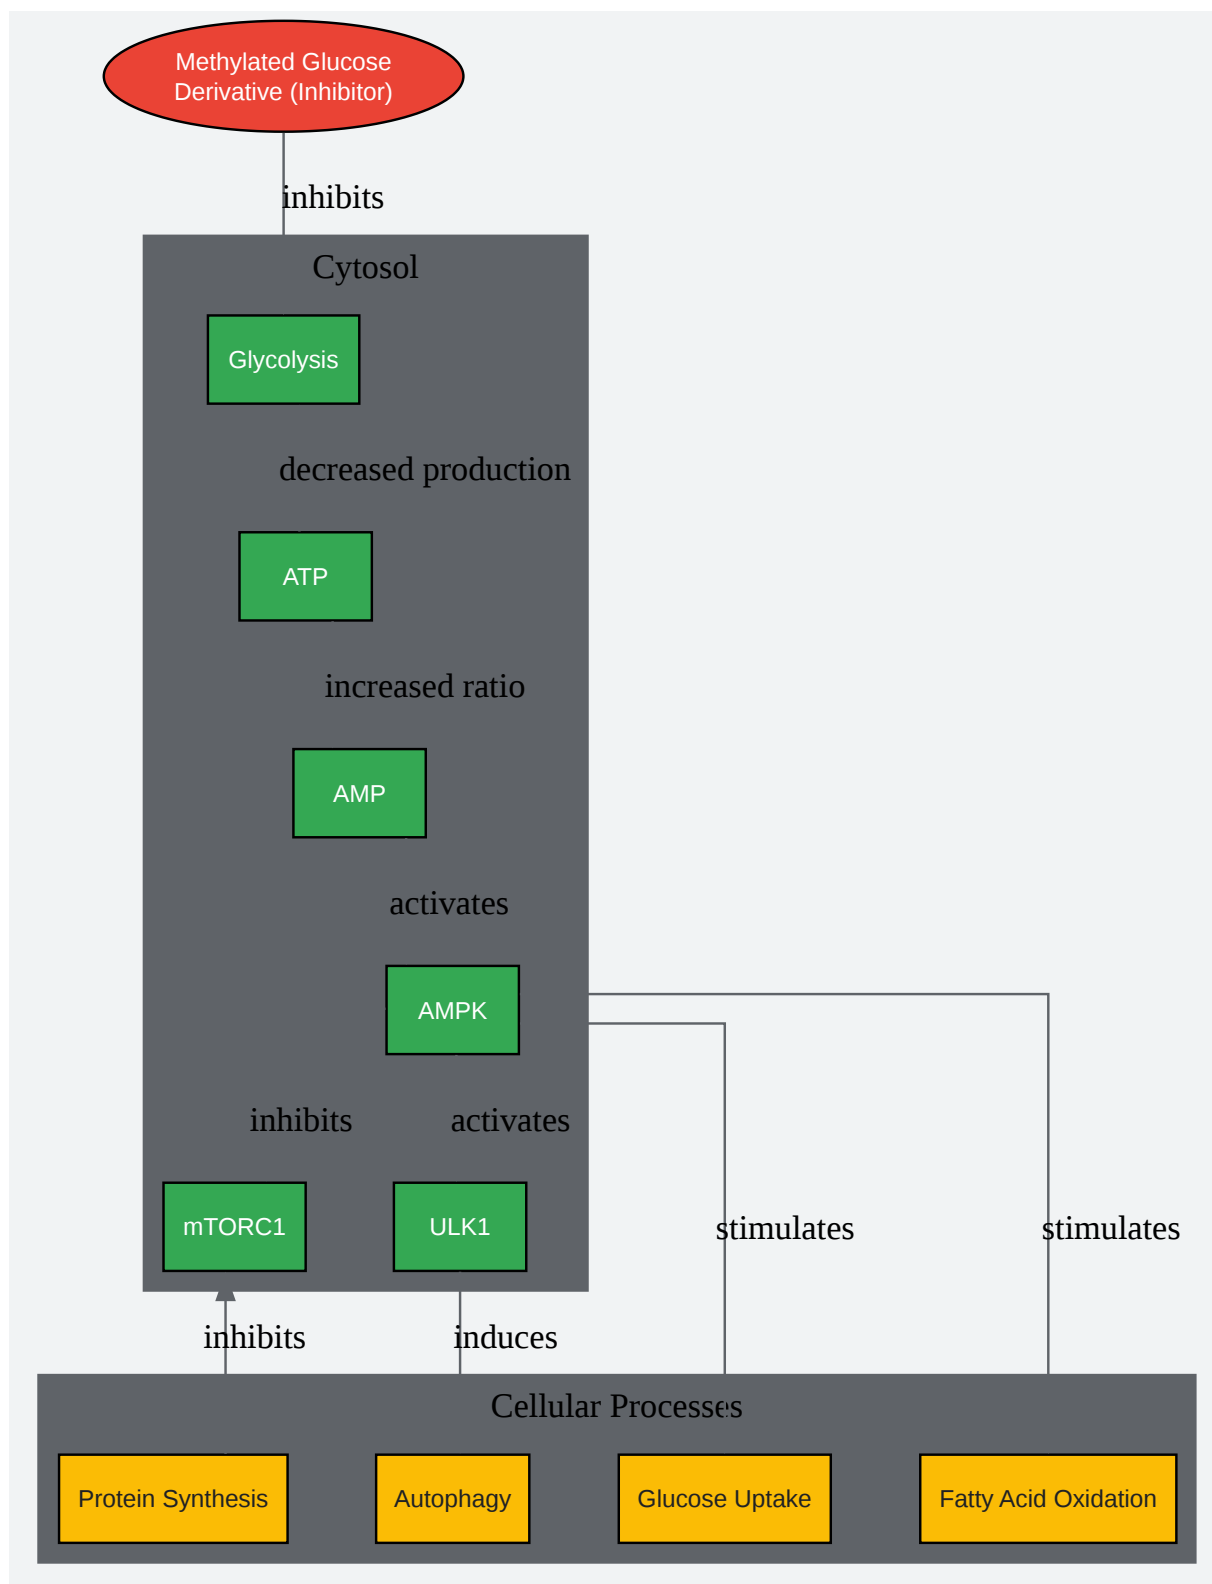 Methylated Glucose
Derivative (Inhibitor)
inhibits
Cytosol
Glycolysis
decreased production
ATP
increased ratio
AMP
activates
AMPK
inhibits
activates
mTORC1
ULK1
stimulates
stimulates
inhibits
induces
Cellular Processes
Protein Synthesis
Autophagy
Glucose Uptake
Fatty Acid Oxidation